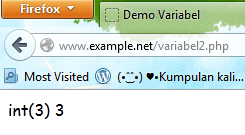 Firefox
Demo Variabel
www.example.net/variabel2.php
Most Visited (•̪̀•́) ♥•Kumpulan kali...
int(3) 3